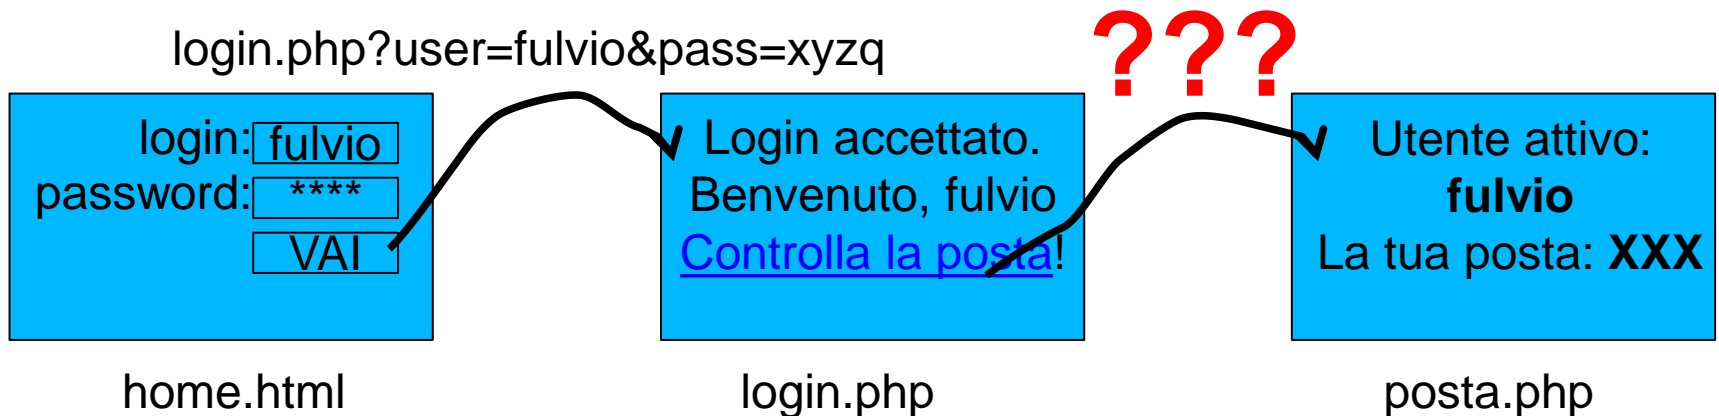 login.php?user=fulvio&pass=xyzq
???
login: fulvio
password: ****
VAI
Login accettato.
Benvenuto, fulvio
Controlla la posta!
Utente attivo:
fulvio
La tua posta: XXX
home.html
login.php
posta.php